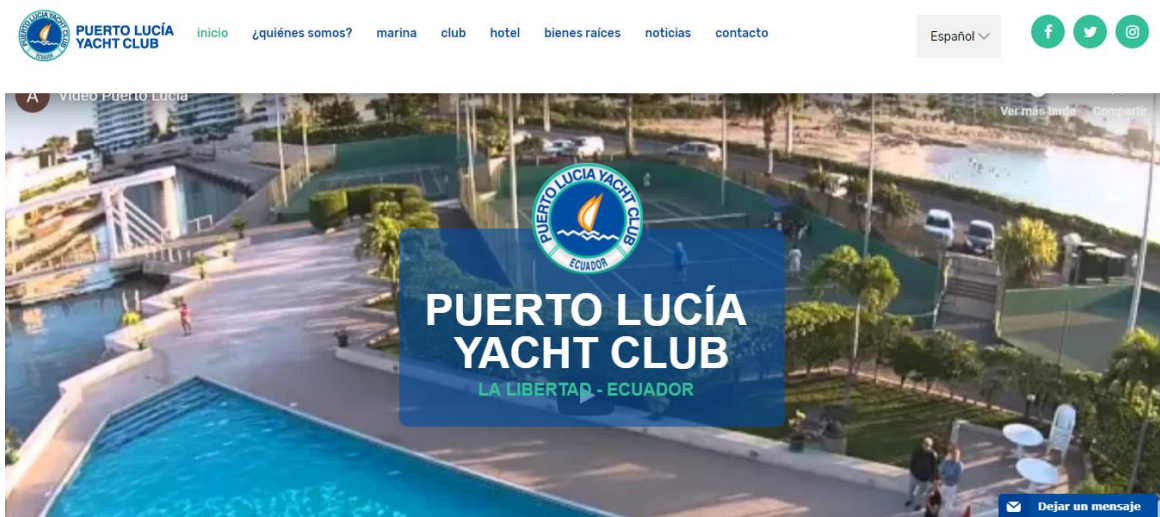 PUERTO LUCÍA
YACHT CLUB
inicio
¿quiénes somos?
marina
club
hotel
bienes raíces
noticias
contacto
Español
A
Video Puerto Lucía
Ver más tarde
Compartir
PUERTO LUCIA YACHT CLUB
ECUADOR
PUERTO LUCÍA
YACHT CLUB
LA LIBERTAD - ECUADOR
Dejar un mensaje